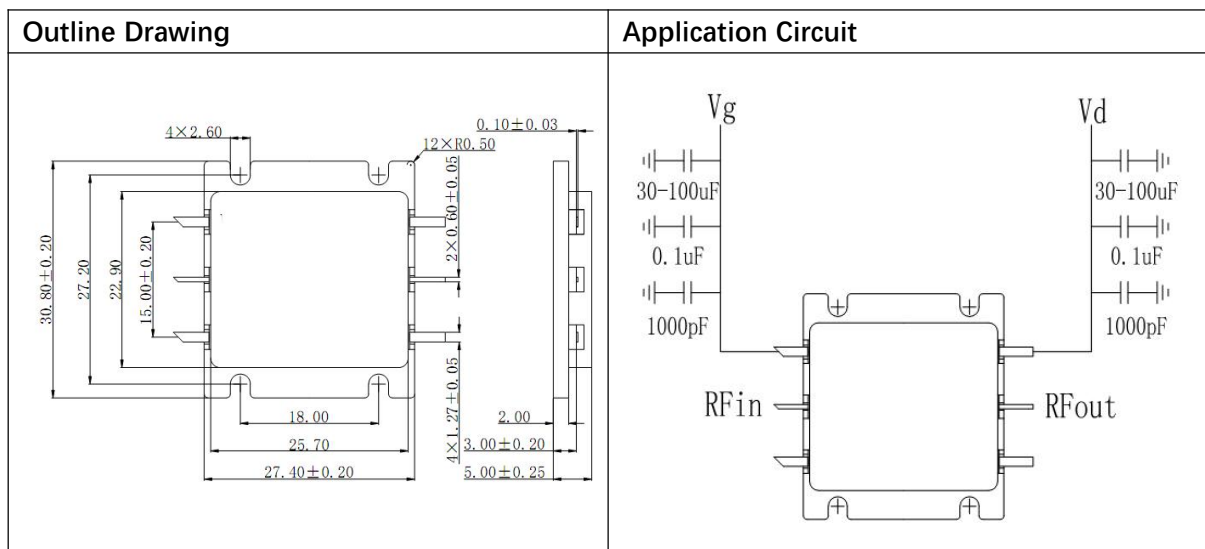 Outline Drawing
Application Circuit
4×2.60
0.10±0.03
12×R0.50
30.80±0.20
27.20
22.90
15.00±0.20
2×0.60±0.05
4×1.27±0.05
18.00
25.70
27.40±0.20
2.00
3.00±0.20
5.00±0.25
Vg
Vd
30-100uF
30-100uF
0.1uF
0.1uF
1000pF
1000pF
RFin
RFout